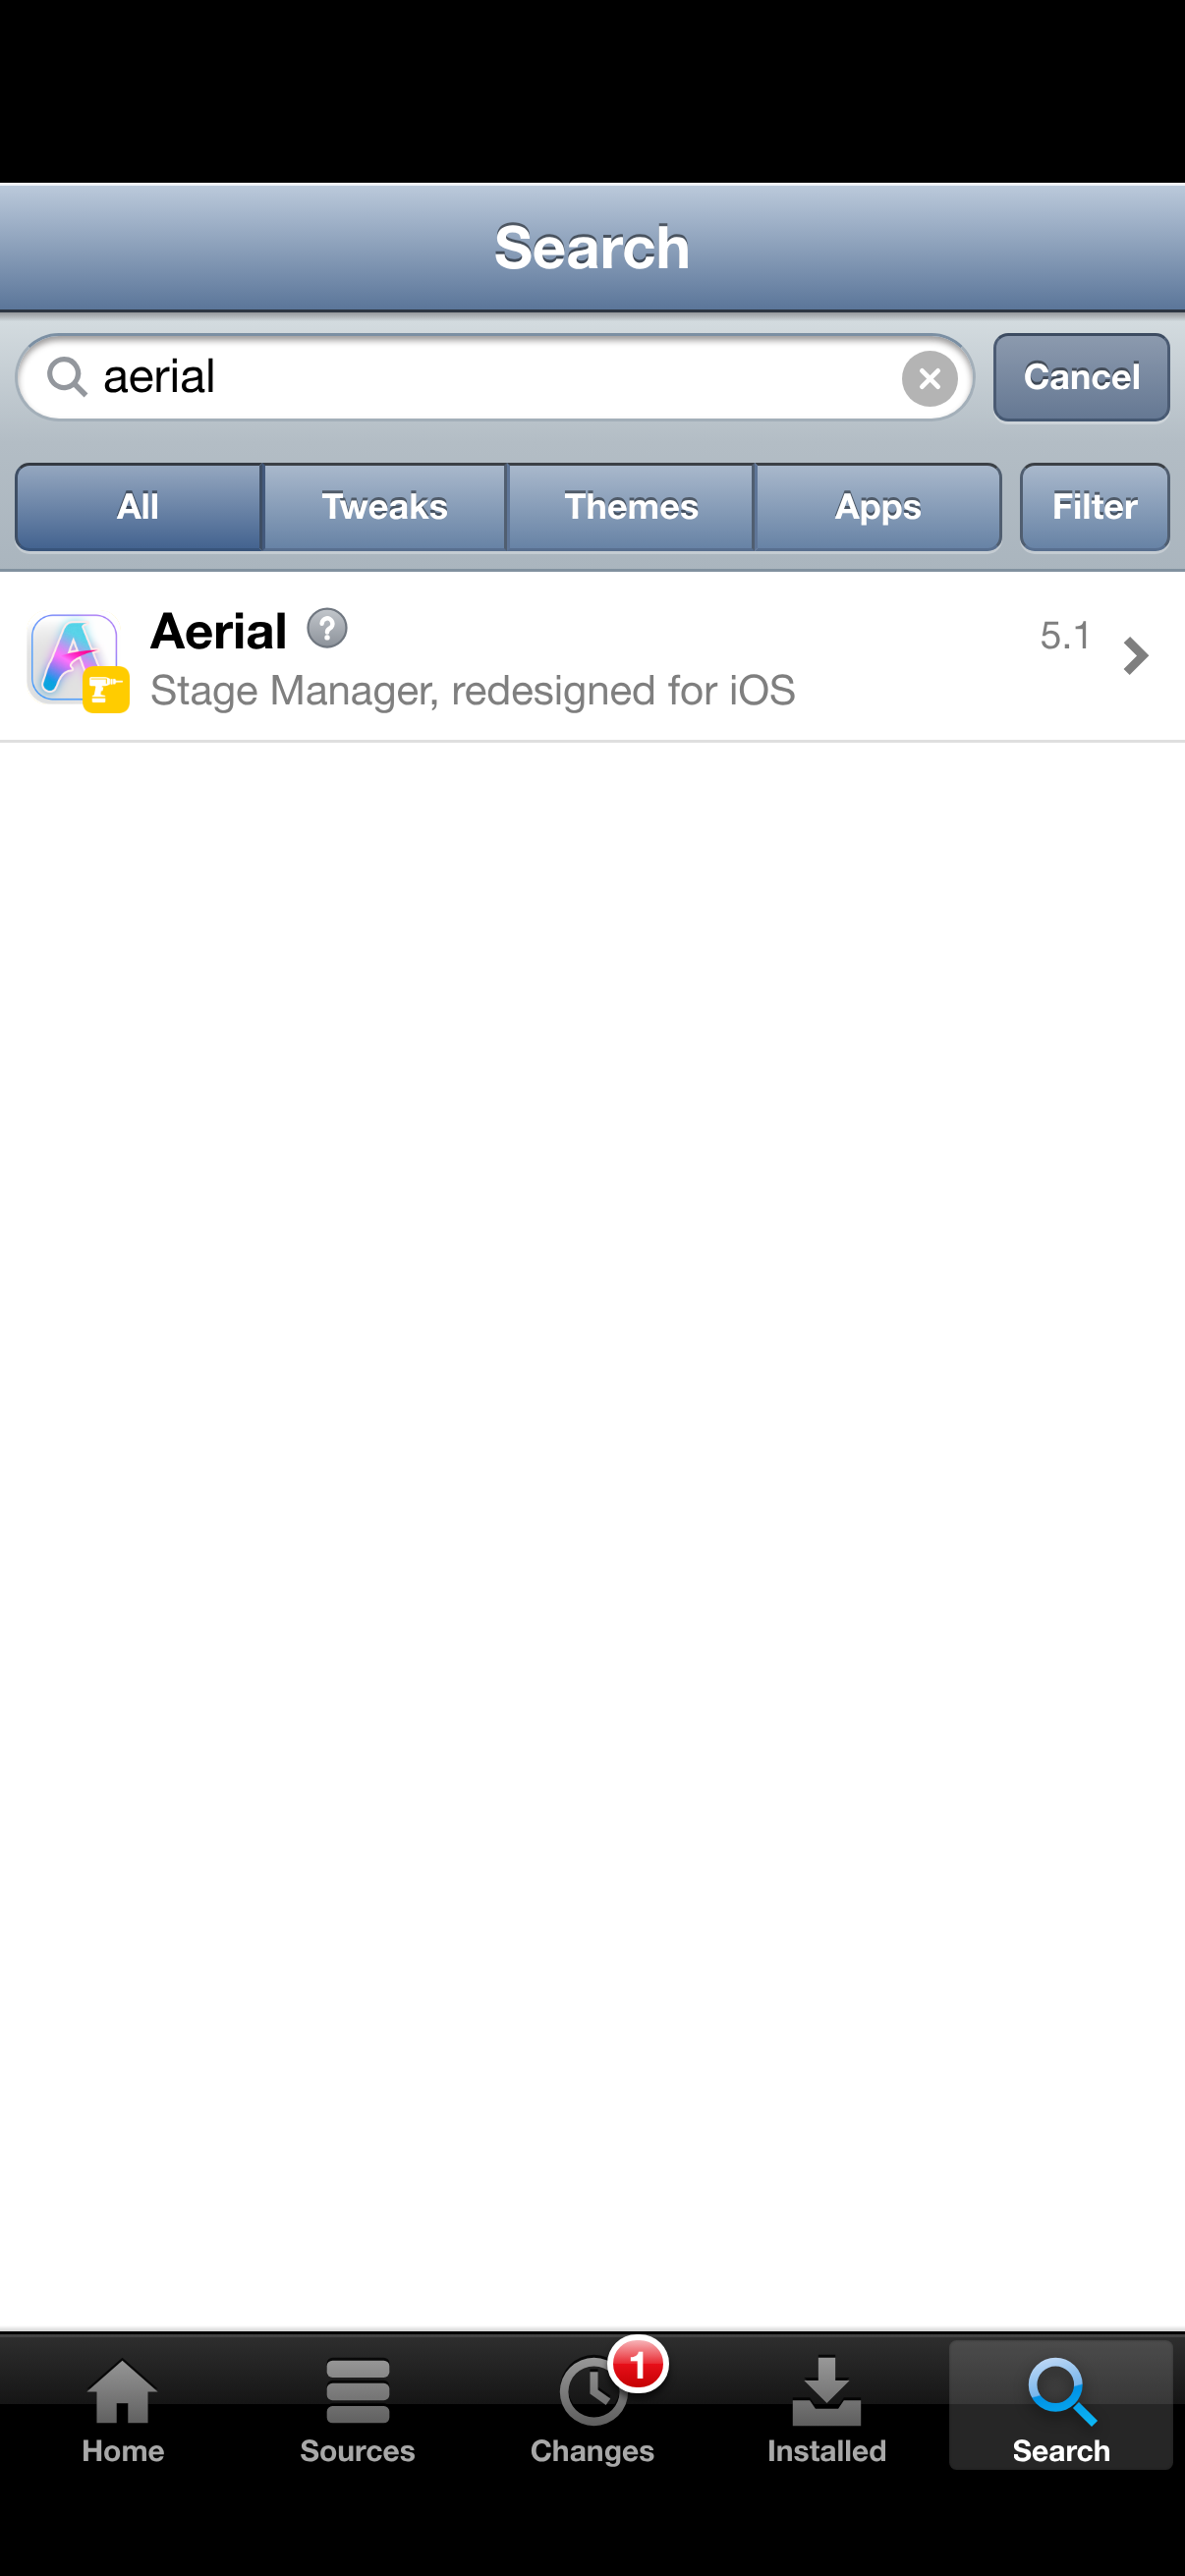 Search
aerial
Cancel
All
Tweaks
Themes
Apps
Filter
Aerial ?
5.1
Stage Manager, redesigned for iOS
1
Home
Sources
Changes
Installed
Search